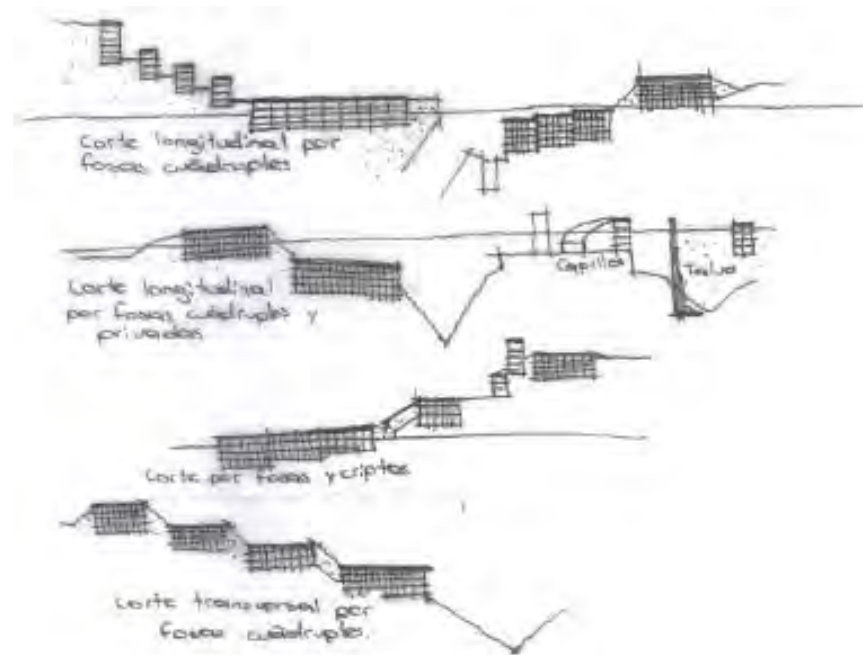 Corte longitudinal por
fosas cuádruples
Capillas
Talud
Corte longitudinal
por fosas cuádruples y
privadas
Corte por fosas y criptas
Corte transversal por
fosas cuádruples.